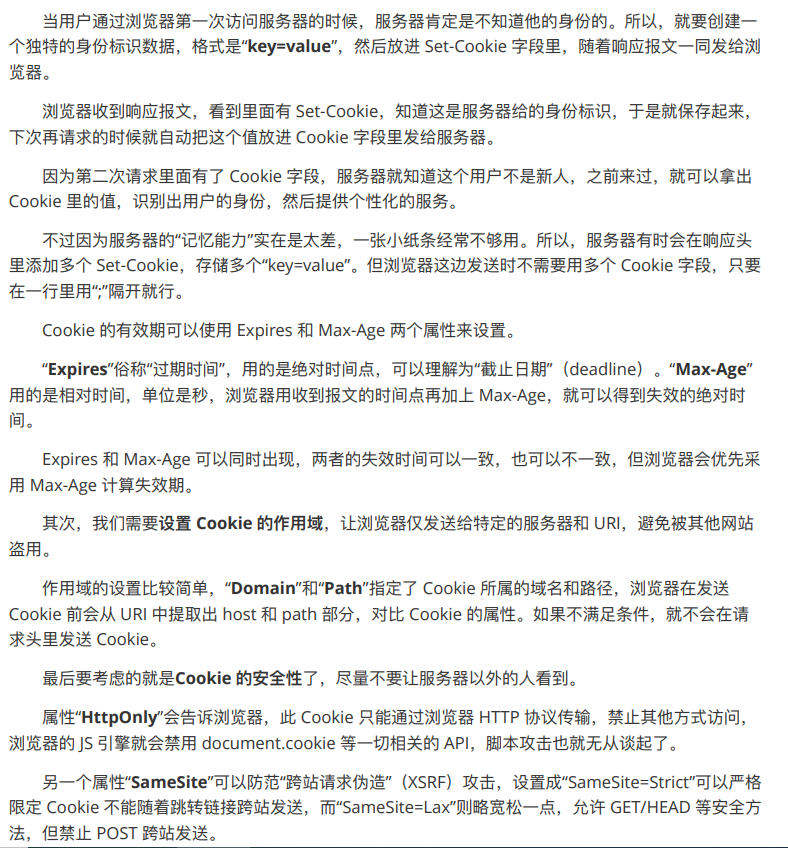 当用户通过浏览器第一次访问服务器的时候，服务器肯定是不知道他的身份的。所以，就要创建一
个独特的身份标识数据，格式是“key=value”，然后放进 Set-Cookie 字段里，随着响应报文一同发给浏
览器。
浏览器收到响应报文，看到里面有 Set-Cookie，知道这是服务器给的身份标识，于是就保存起来，
下次再请求的时候就自动把这个值放进 Cookie 字段里发给服务器。
因为第二次请求里面有了 Cookie 字段，服务器就知道这个用户不是新人，之前来过，就可以拿出
Cookie 里的值，识别出用户的身份，然后提供个性化的服务。
不过因为服务器的“记忆能力”实在是太差，一张小纸条经常不够用。所以，服务器有时会在响应头
里添加多个 Set-Cookie，存储多个“key=value”。但浏览器这边发送时不需要用多个 Cookie 字段，只要
在一行里用“;”隔开就行。
Cookie 的有效期可以使用 Expires 和 Max-Age 两个属性来设置。
“Expires”俗称“过期时间”，用的是绝对时间点，可以理解为“截止日期”（deadline）。“Max-Age”
用的是相对时间，单位是秒，浏览器用收到报文的时间点再加上 Max-Age，就可以得到失效的绝对时
间。
Expires 和 Max-Age 可以同时出现，两者的失效时间可以一致，也可以不一致，但浏览器会优先采
用 Max-Age 计算失效期。
其次，我们需要设置 Cookie 的作用域，让浏览器仅发送给特定的服务器和 URI，避免被其他网站
盗用。
作用域的设置比较简单，“Domain”和“Path”指定了 Cookie 所属的域名和路径，浏览器在发送
Cookie 前会从 URI 中提取出 host 和 path 部分，对比 Cookie 的属性。如果不满足条件，就不会在请
求头里发送 Cookie。
最后要考虑的就是Cookie 的安全性了，尽量不要让服务器以外的人看到。
属性“HttpOnly”会告诉浏览器，此 Cookie 只能通过浏览器 HTTP 协议传输，禁止其他方式访问，
浏览器的 JS 引擎就会禁用 document.cookie 等一切相关的 API，脚本攻击也就无从谈起了。
另一个属性“SameSite”可以防范“跨站请求伪造”（XSRF）攻击，设置成“SameSite=Strict”可以严格
限定 Cookie 不能随着跳转链接跨站发送，而“SameSite=Lax”则略宽松一点，允许 GET/HEAD 等安全方
法，但禁止 POST 跨站发送。